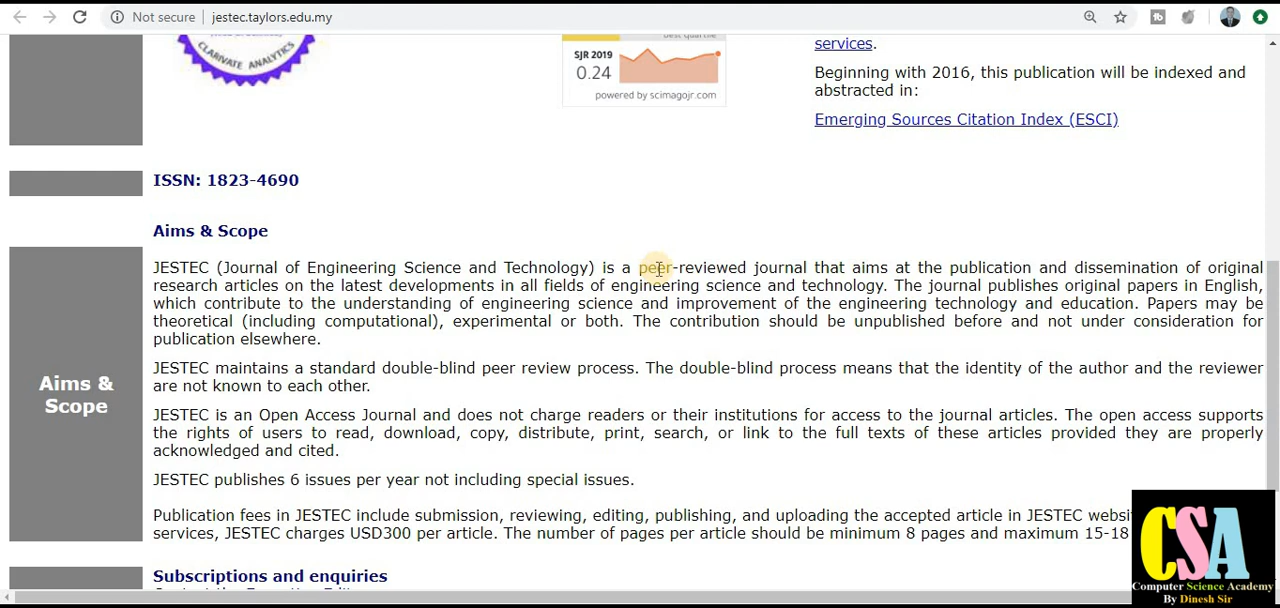 Not secure | jestec.taylors.edu.my
CLARIVATE ANALYTICS
best quartile
SJR 2019
0.24
powered by scimagojr.com
services.
Beginning with 2016, this publication will be indexed and
abstracted in:
Emerging Sources Citation Index (ESCI)
ISSN: 1823-4690
Aims & Scope
Aims &
Scope
JESTEC (Journal of Engineering Science and Technology) is a peer-reviewed journal that aims at the publication and dissemination of original
research articles on the latest developments in all fields of engineering science and technology. The journal publishes original papers in English,
which contribute to the understanding of engineering science and improvement of the engineering technology and education. Papers may be
theoretical (including computational), experimental or both. The contribution should be unpublished before and not under consideration for
publication elsewhere.
JESTEC maintains a standard double-blind peer review process. The double-blind process means that the identity of the author and the reviewer
are not known to each other.
JESTEC is an Open Access Journal and does not charge readers or their institutions for access to the journal articles. The open access supports
the rights of users to read, download, copy, distribute, print, search, or link to the full texts of these articles provided they are properly
acknowledged and cited.
JESTEC publishes 6 issues per year not including special issues.
Publication fees in JESTEC include submission, reviewing, editing, publishing, and uploading the accepted article in JESTEC
services, JESTEC charges USD300 per article. The number of pages per article should be minimum 8 pages and maximum 15-18
Subscriptions and enquiries
CSA
Computer Science Academy
By Dinesh Sir